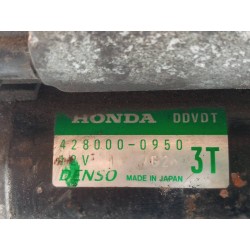 HONDA DDVDT
428000-0950
3T
DENSO MADE IN JAPAN